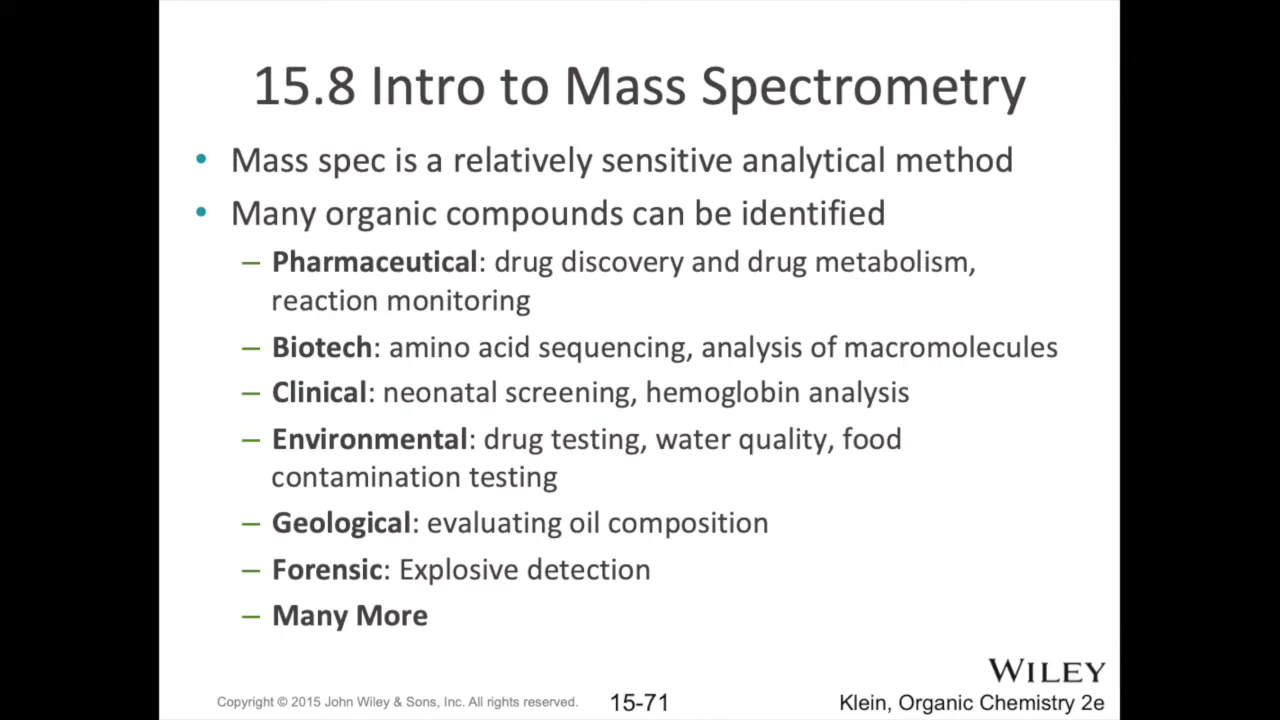 15.8 Intro to Mass Spectrometry
• Mass spec is a relatively sensitive analytical method
• Many organic compounds can be identified
– Pharmaceutical: drug discovery and drug metabolism,
reaction monitoring
– Biotech: amino acid sequencing, analysis of macromolecules
– Clinical: neonatal screening, hemoglobin analysis
– Environmental: drug testing, water quality, food
contamination testing
– Geological: evaluating oil composition
– Forensic: Explosive detection
– Many More
WILEY
Copyright © 2015 John Wiley & Sons, Inc. All rights reserved.
15-71
Klein, Organic Chemistry 2e